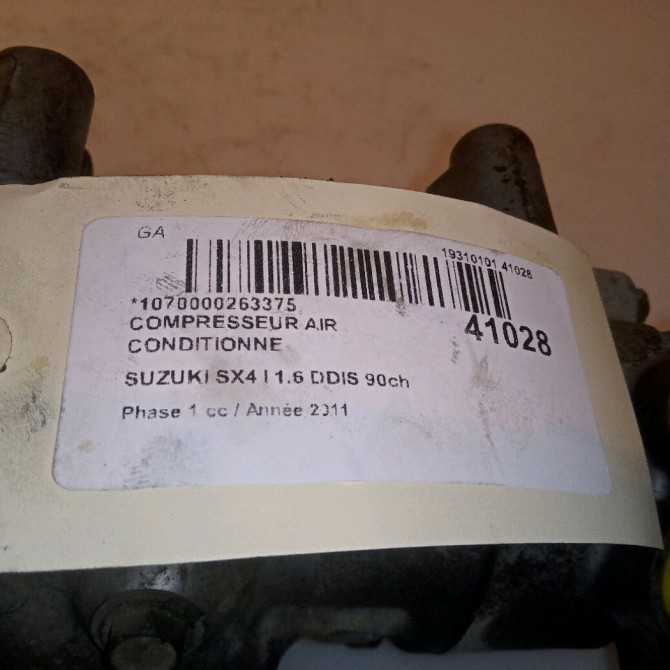 GA
19310101 41028
*1070000263375
COMPRESSEUR AIR
CONDITIONNE
41028
SUZUKI SX4 I 1.6 DDIS 90ch
Phase 1 cc / Année 2011